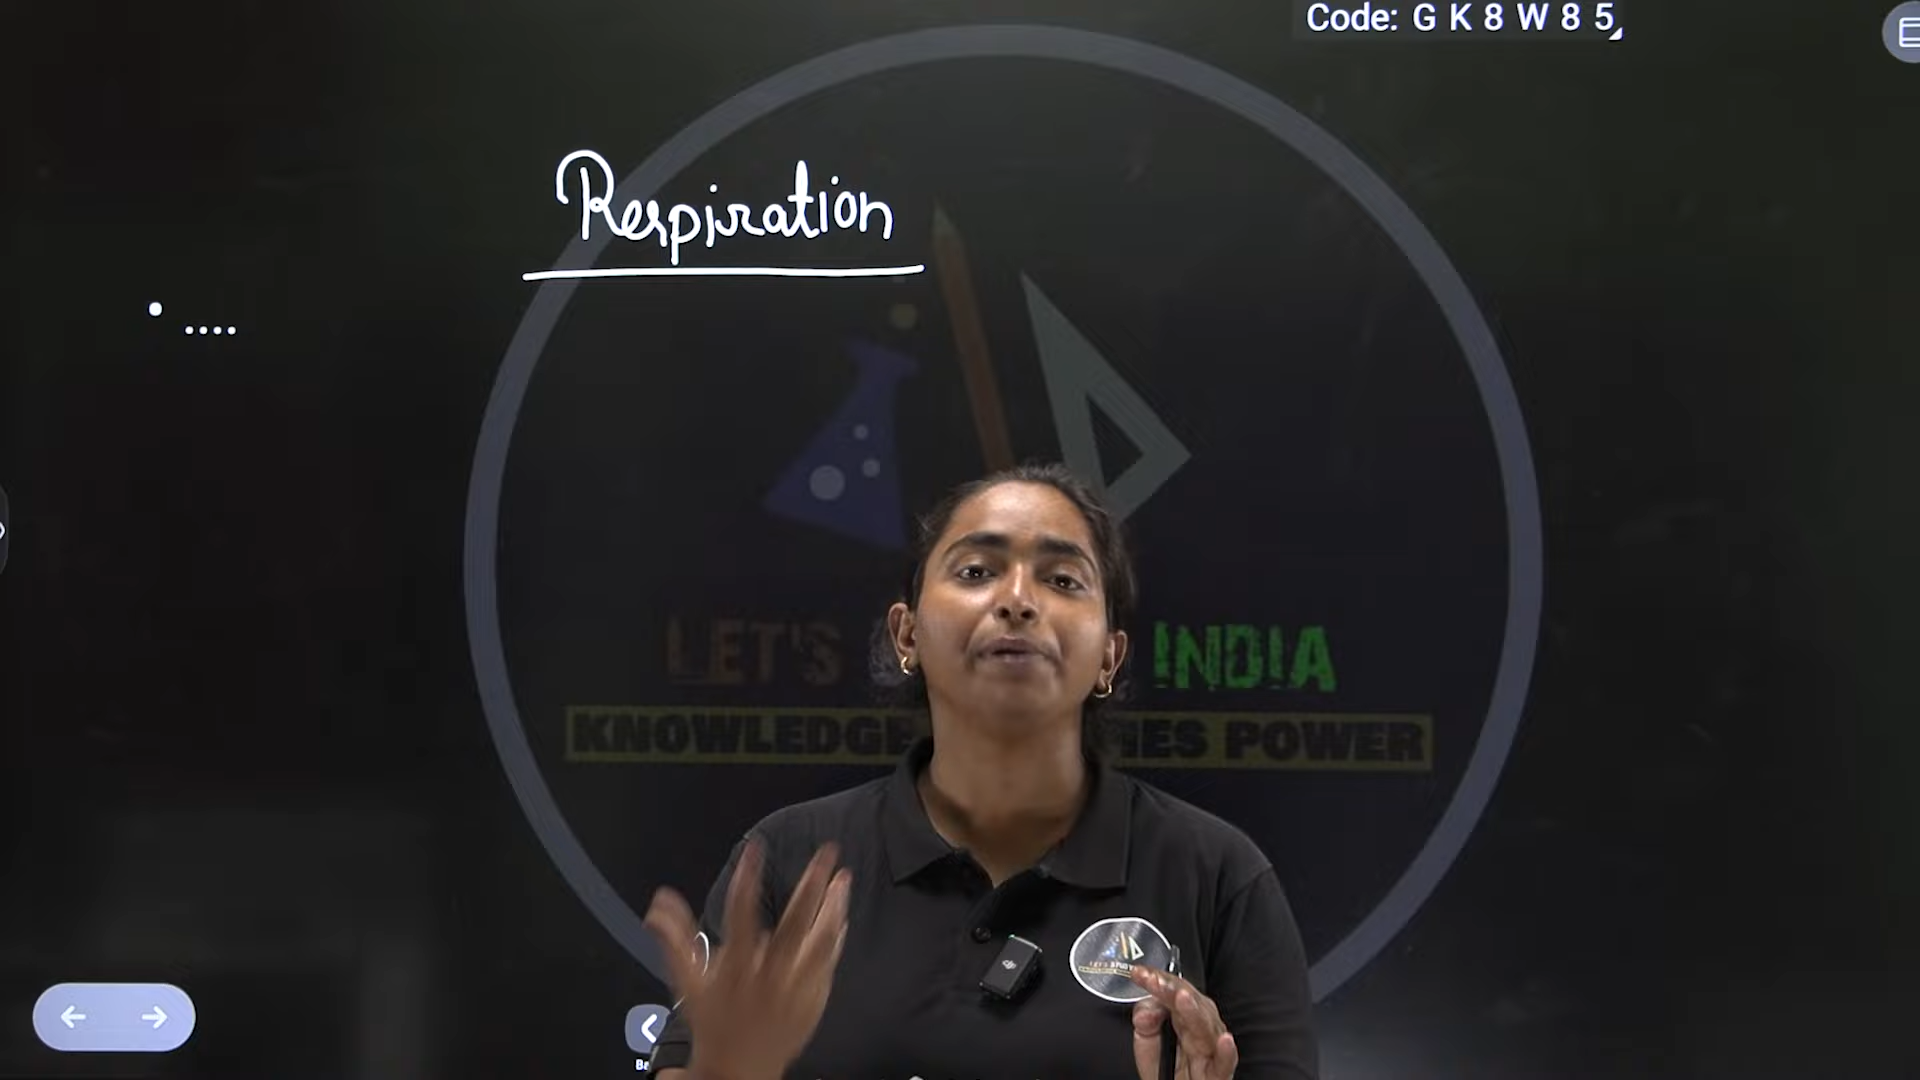 Code: G K 8 W 8 5
Respiration
....
LET'S INDIA
KNOWLEDGE POWER